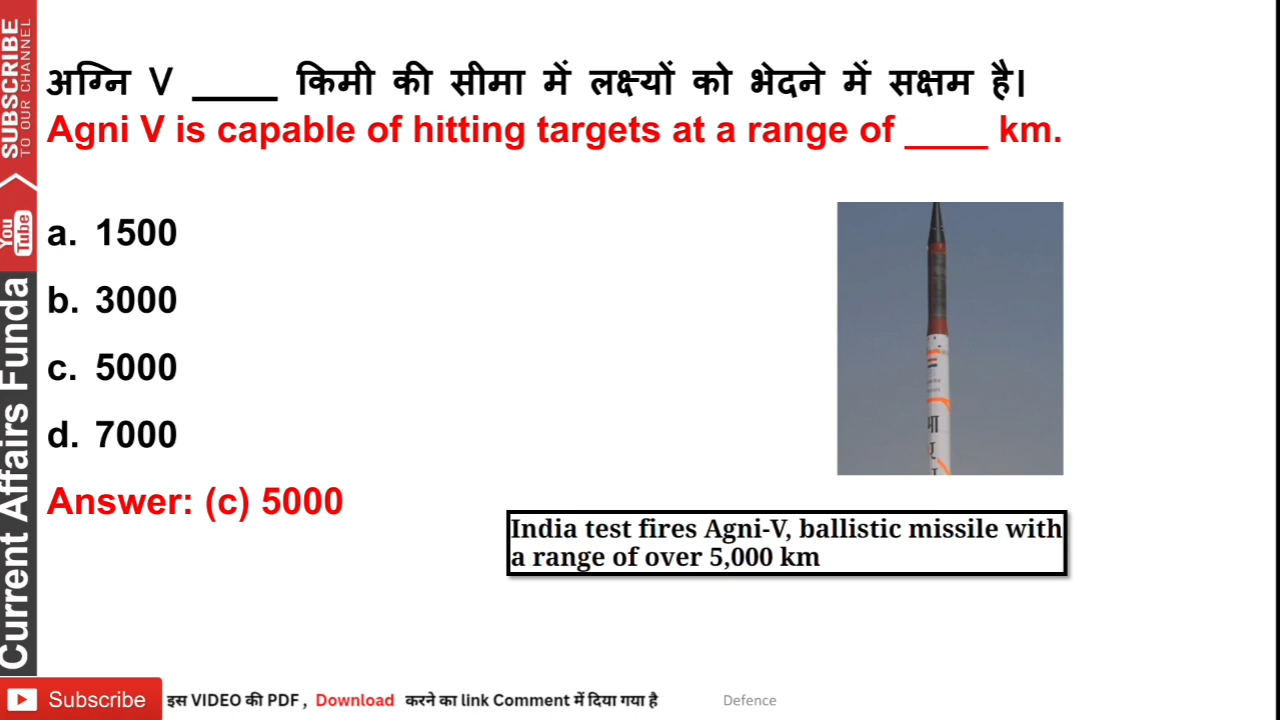 SUBSCRIBE
TO OUR CHANNEL
You
Tube
Current Affairs Funda
अग्नि V _____ किमी की सीमा में लक्ष्यों को भेदने में सक्षम है।
Agni V is capable of hitting targets at a range of ____ km.
a. 1500
b. 3000
c. 5000
d. 7000
Answer: (c) 5000
India test fires Agni-V, ballistic missile with
a range of over 5,000 km
Subscribe
इस VIDEO की PDF , Download करने का link Comment में दिया गया है
Defence